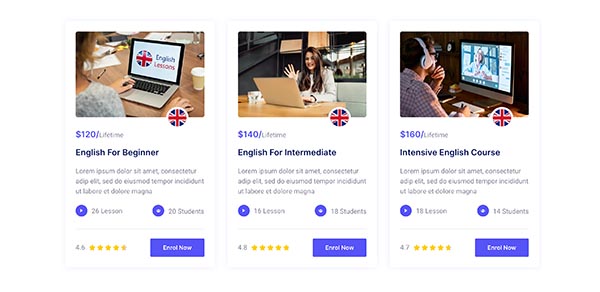 English
Lessons
$120/Lifetime
English For Beginner
Lorem ipsum dolor sit amet, consectetur
adip elit, sed do eiusmod tempor incididunt
ut labore et dolore magna
26 Lesson
20 Students
4.6
Enrol Now
$140/Lifetime
English For Intermediate
Lorem ipsum dolor sit amet, consectetur
adip elit, sed do eiusmod tempor incididunt
ut labore et dolore magna
16 Lesson
18 Students
4.8
Enrol Now
$160/Lifetime
Intensive English Course
Lorem ipsum dolor sit amet, consectetur
adip elit, sed do eiusmod tempor incididunt
ut labore et dolore magna
18 Lesson
14 Students
4.7
Enrol Now